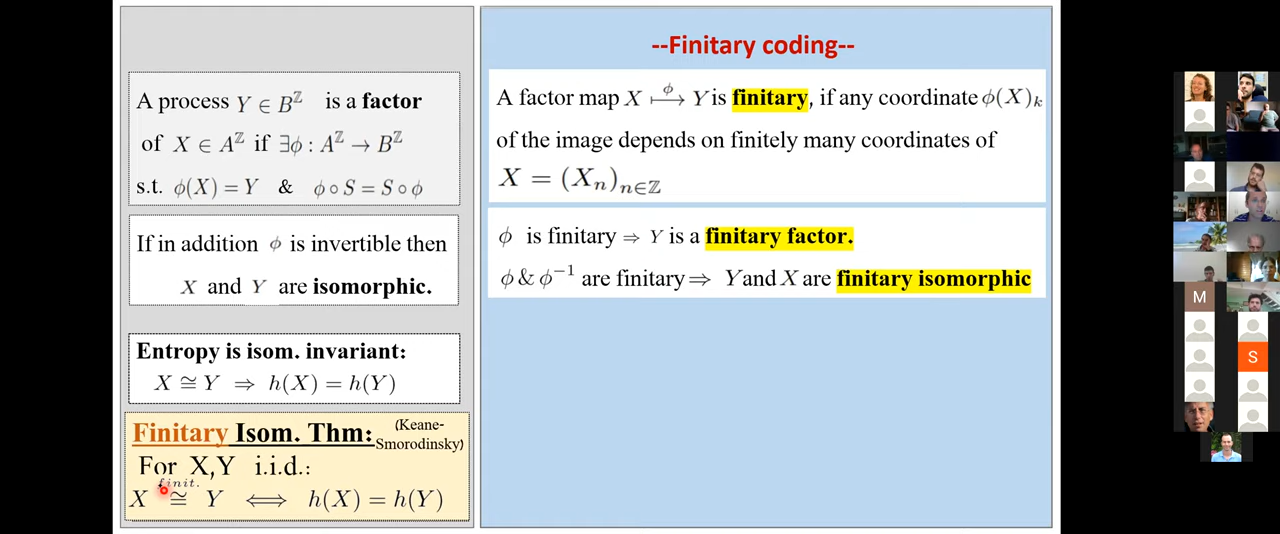 A process Y ∈ B^ℤ is a factor
of X ∈ A^ℤ if ∃ϕ : A^ℤ → B^ℤ
s.t. ϕ(X) = Y & ϕ ∘ S = S ∘ ϕ
If in addition ϕ is invertible then
X and Y are isomorphic.
Entropy is isom. invariant:
X ≅ Y ⇒ h(X) = h(Y)
Finitary Isom. Thm: (Keane-
Smorodinsky)
For X,Y i.i.d.:
finit.
X ≅ Y ⟺ h(X) = h(Y)
--Finitary coding--
A factor map X ⟼^ϕ Y is finitary, if any coordinate ϕ(X)_k
of the image depends on finitely many coordinates of
X = (X_n)_{n∈ℤ}
ϕ is finitary ⇒ Y is a finitary factor.
ϕ & ϕ^{-1} are finitary ⇒ Y and X are finitary isomorphic
M
S